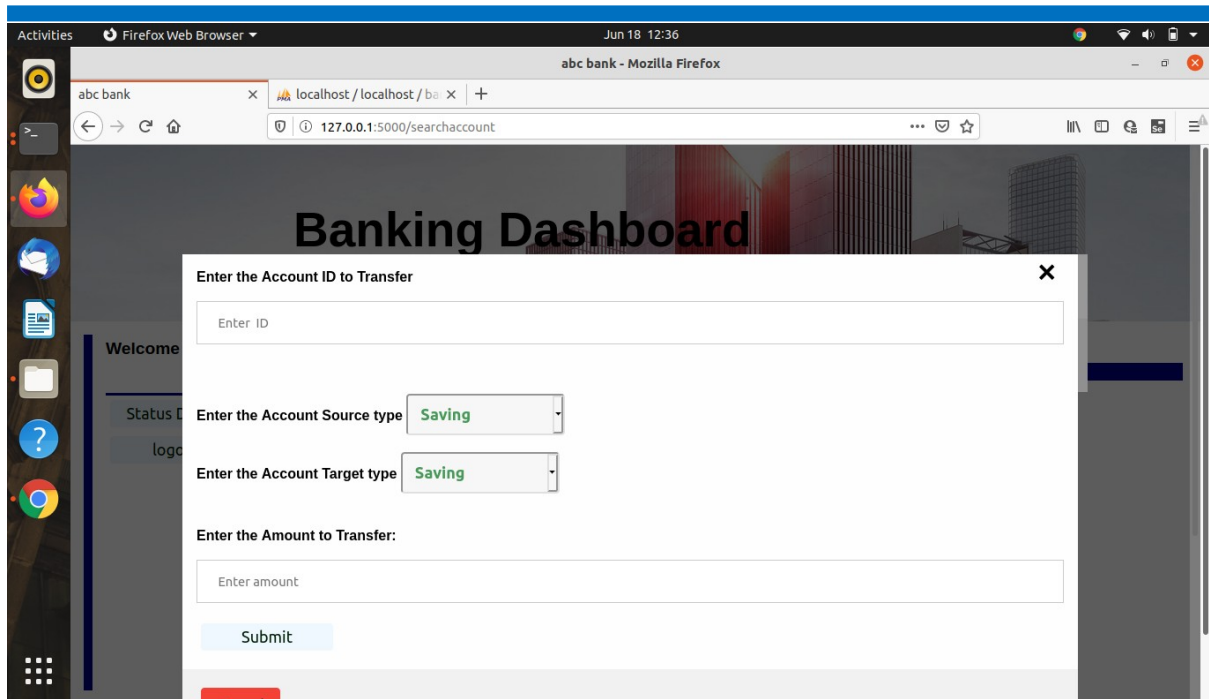 Activities Firefox Web Browser Jun 18 12:36
abc bank - Mozilla Firefox
abc bank localhost / localhost / ba
127.0.0.1:5000/searchaccount
Banking Dashboard
Enter the Account ID to Transfer
Enter ID
Welcome
Status D
Enter the Account Source type Saving
logo
Enter the Account Target type Saving
Enter the Amount to Transfer:
Enter amount
Submit